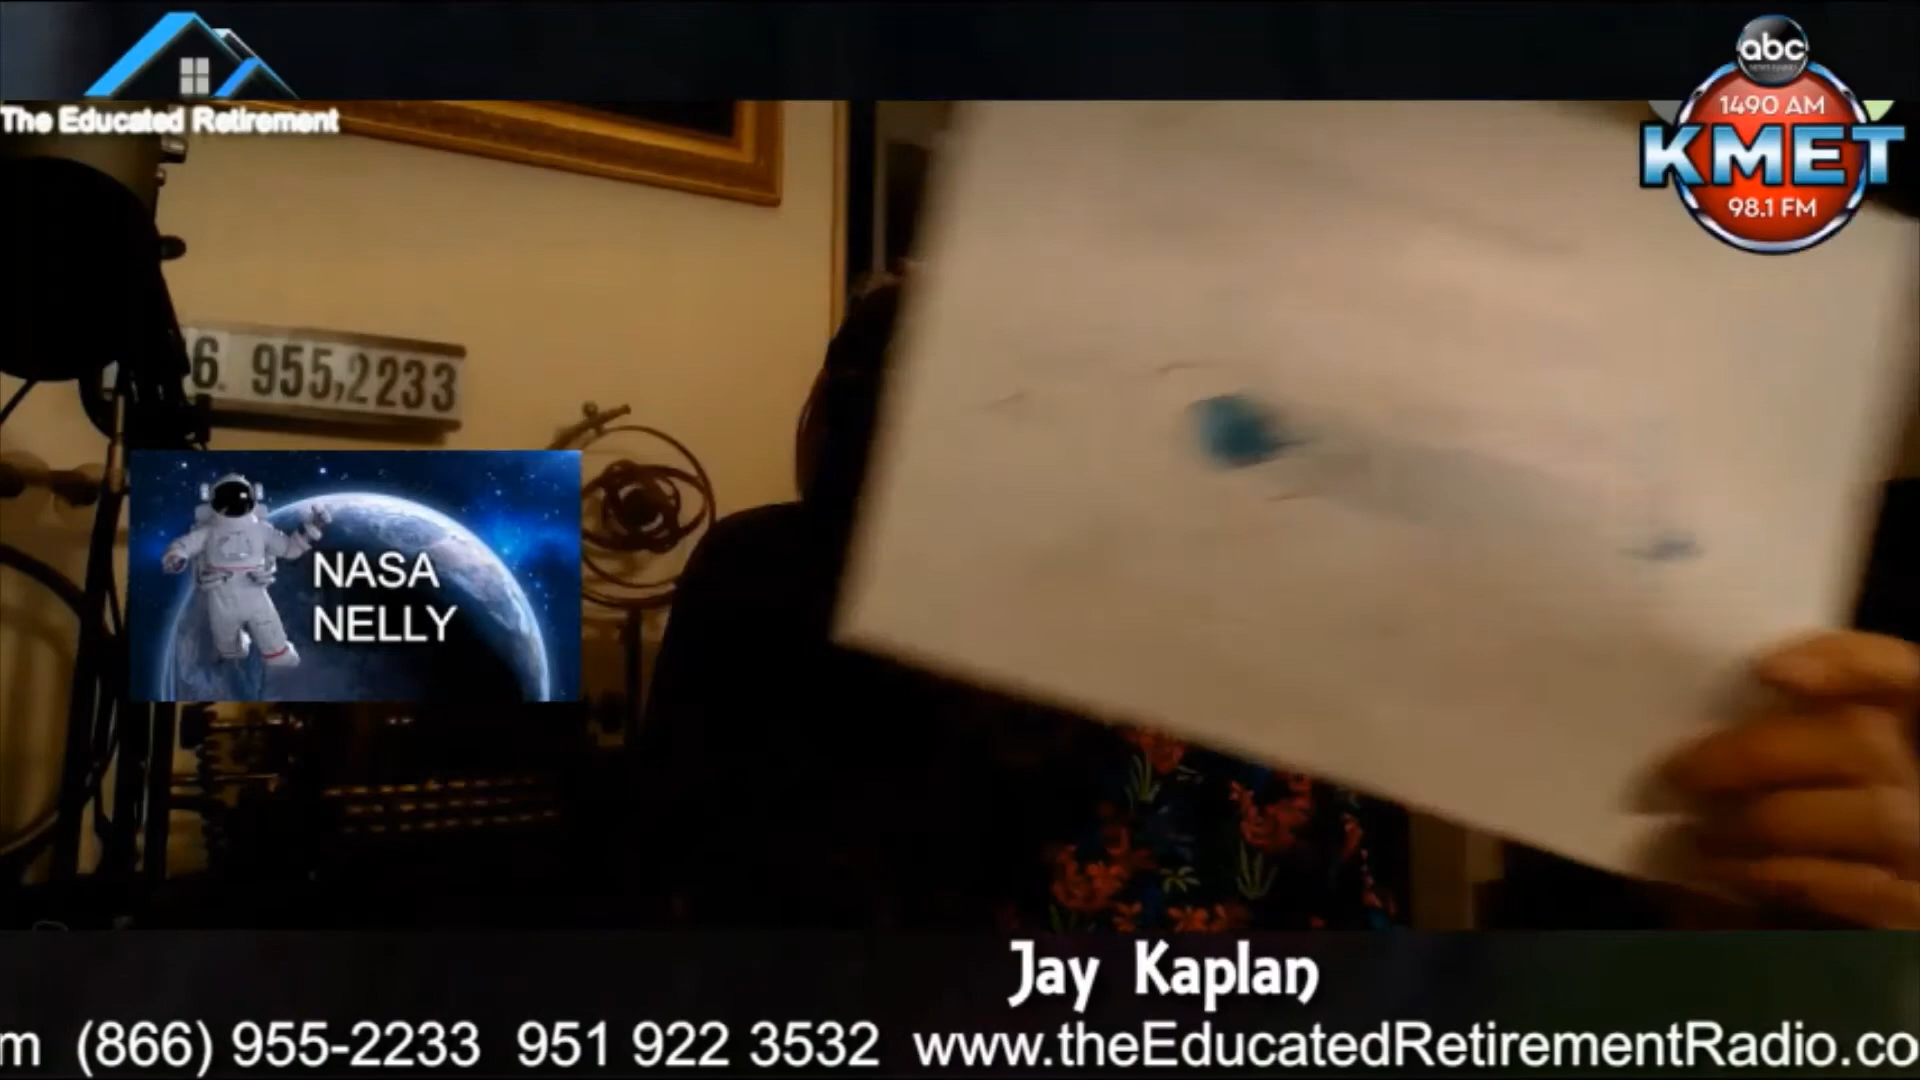 The Educated Retirement
abc
1490 AM
KMET
98.1 FM
6. 955,2233
NASA
NELLY
Jay Kaplan
m (866) 955-2233 951 922 3532 www.theEducatedRetirementRadio.co